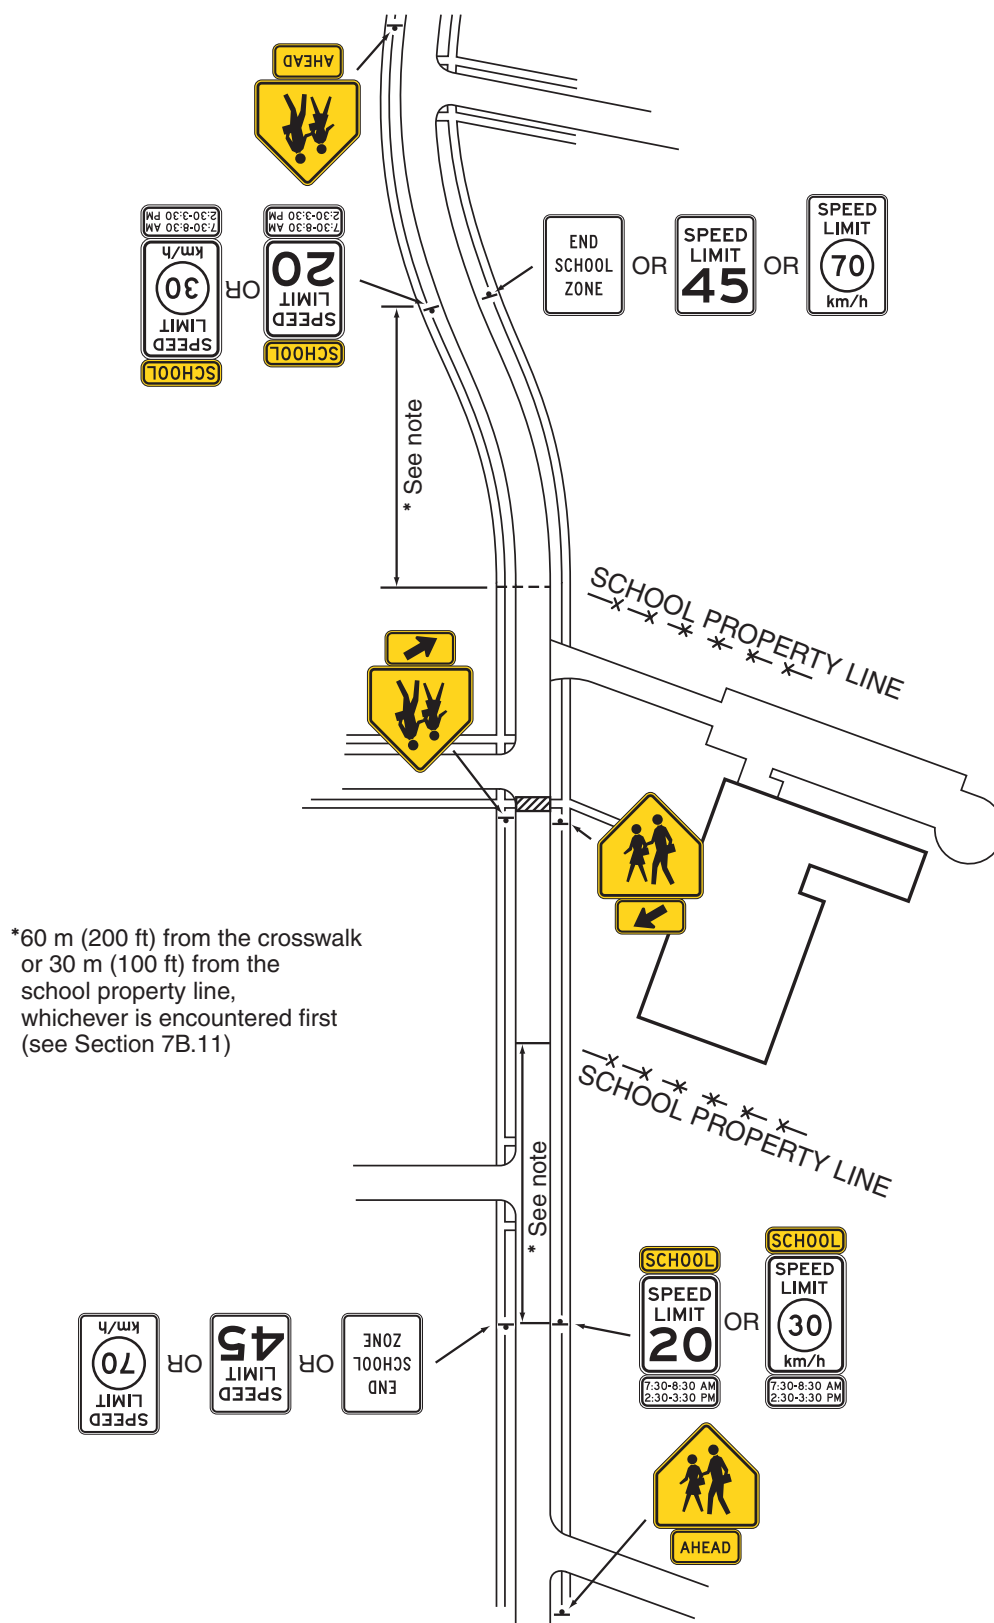 AHEAD
SCHOOL
SPEED
LIMIT
30
km/h
7:30-8:30 AM
2:30-3:30 PM
OR
SCHOOL
SPEED
LIMIT
20
7:30-8:30 AM
2:30-3:30 PM
END
SCHOOL
ZONE
OR
SPEED
LIMIT
45
OR
SPEED
LIMIT
70
km/h
* See note
SCHOOL PROPERTY LINE
*60 m (200 ft) from the crosswalk
or 30 m (100 ft) from the
school property line,
whichever is encountered first
(see Section 7B.11)
SCHOOL PROPERTY LINE
* See note
SPEED
LIMIT
70
km/h
OR
SPEED
LIMIT
45
OR
END
SCHOOL
ZONE
SCHOOL
SPEED
LIMIT
20
7:30-8:30 AM
2:30-3:30 PM
OR
SCHOOL
SPEED
LIMIT
30
km/h
7:30-8:30 AM
2:30-3:30 PM
AHEAD